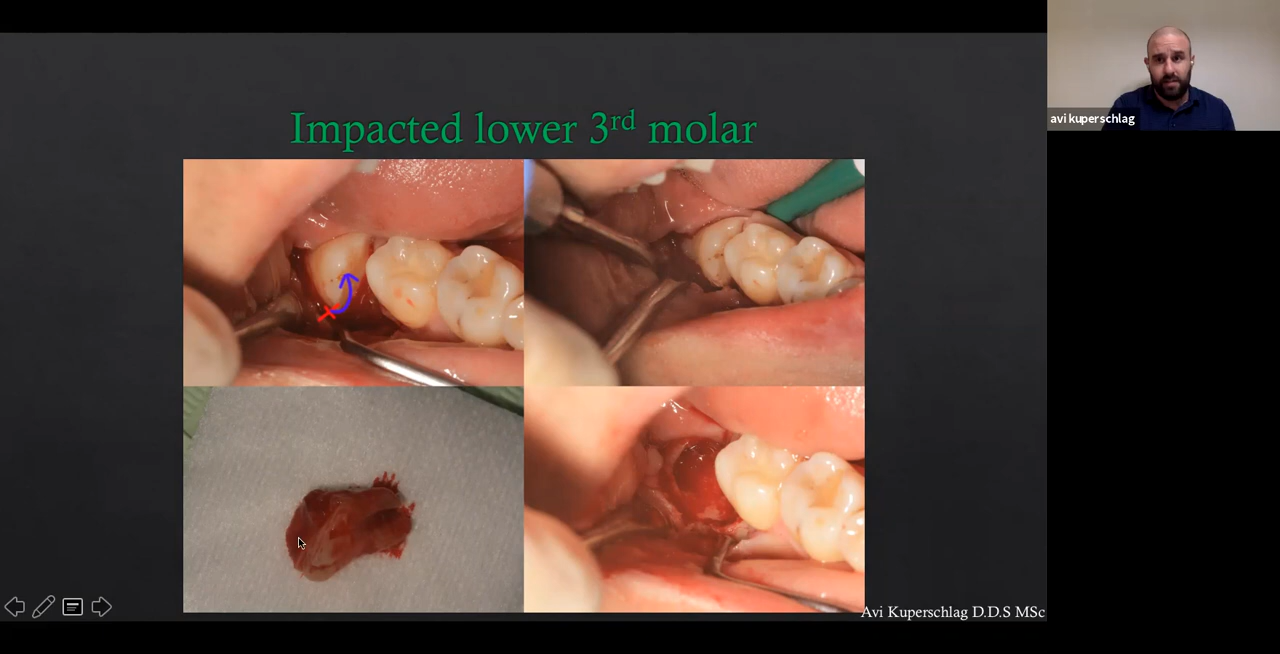 avi kuperschlag
Impacted lower 3rd molar
Avi Kuperschlag D.D.S MSc